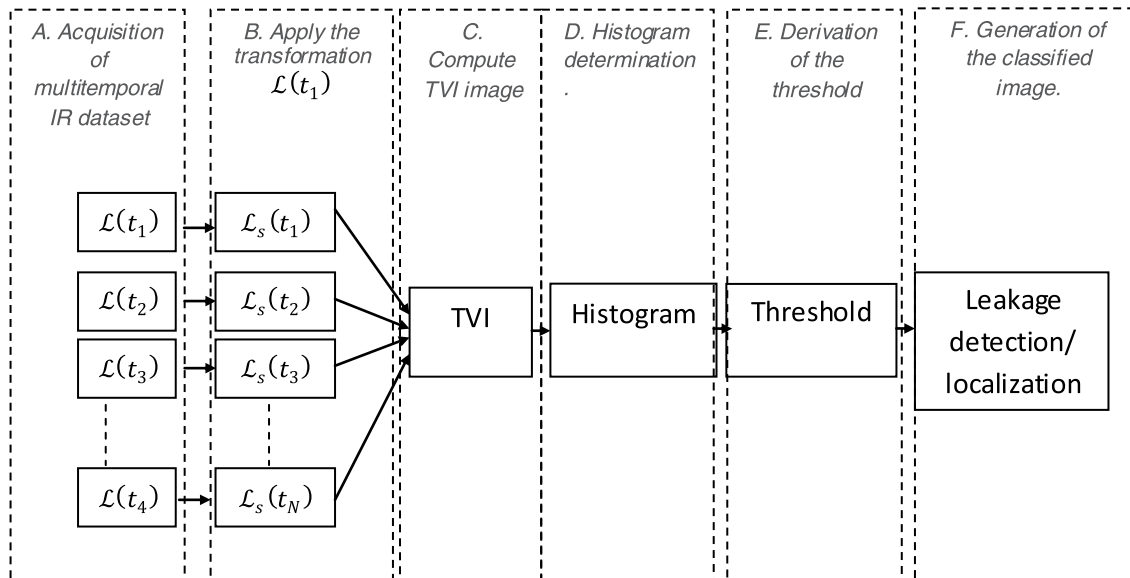 A. Acquisition
of
multitemporal
IR dataset
B. Apply the
transformation
ℒ(t₁)
C.
Compute
TVI image
D. Histogram
determination
.
E. Derivation
of the
threshold
F. Generation of
the classified
image.
ℒ(t₁)
ℒₛ(t₁)
ℒ(t₂)
ℒₛ(t₂)
ℒ(t₃)
ℒₛ(t₃)
ℒ(t₄)
ℒₛ(t_N)
TVI
Histogram
Threshold
Leakage
detection/
localization